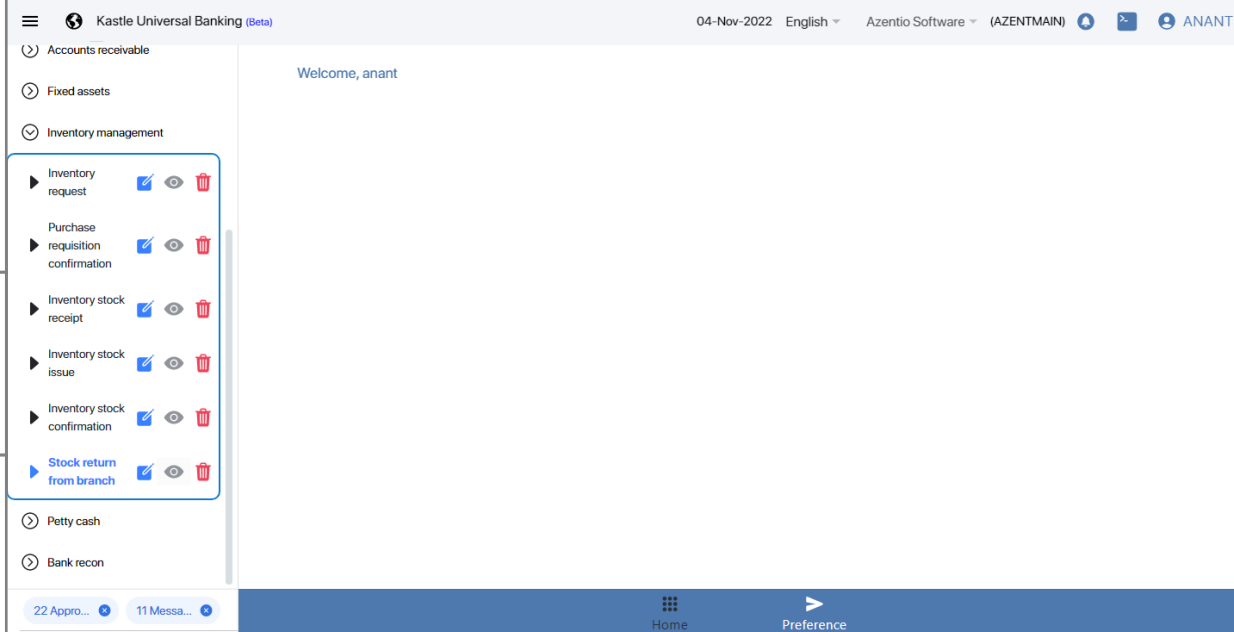 Kastle Universal Banking (Beta)
04-Nov-2022 English Azentio Software (AZENTMAIN) ANANT
Accounts receivable
Fixed assets
Inventory management
Inventory
request
Purchase
requisition
confirmation
Inventory stock
receipt
Inventory stock
issue
Inventory stock
confirmation
Stock return
from branch
Petty cash
Bank recon
22 Appro...
11 Messa...
Welcome, anant
Home
Preference